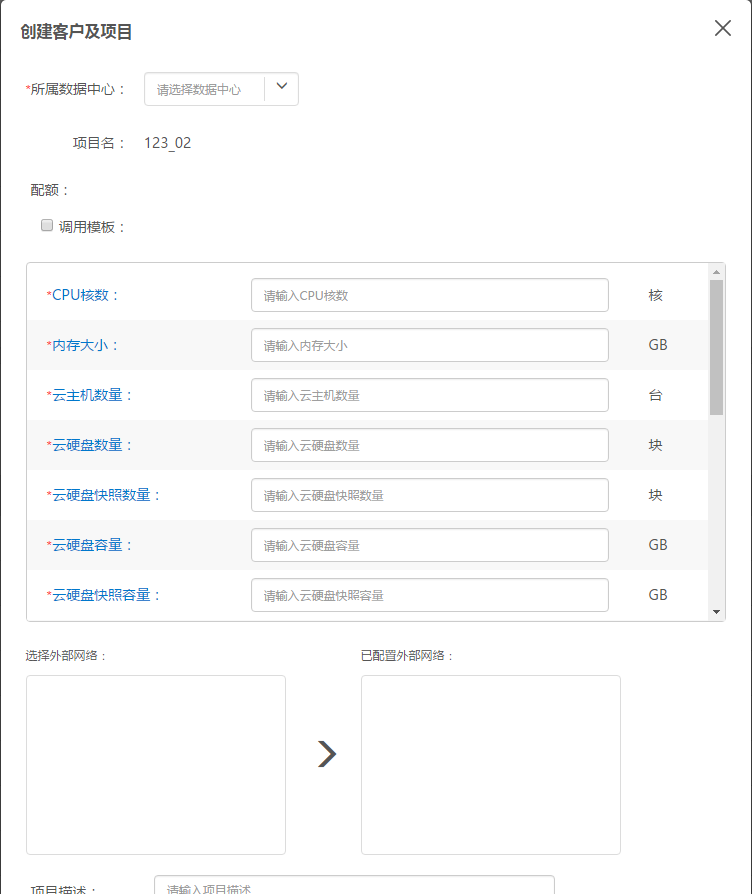 创建客户及项目
*所属数据中心： 请选择数据中心
项目名： 123_02
配额：
调用模板：
*CPU核数： 请输入CPU核数 核
*内存大小： 请输入内存大小 GB
*云主机数量： 请输入云主机数量 台
*云硬盘数量： 请输入云硬盘数量 块
*云硬盘快照数量： 请输入云硬盘快照数量 块
*云硬盘容量： 请输入云硬盘容量 GB
*云硬盘快照容量： 请输入云硬盘快照容量 GB
选择外部网络： 已配置外部网络：
项目描述： 请输入项目描述